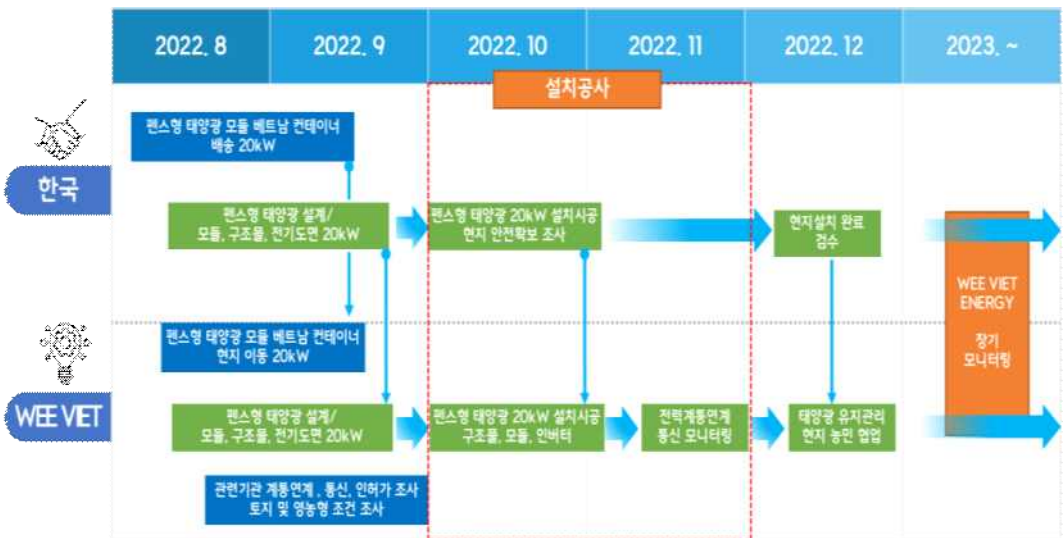 2022. 8
2022. 9
2022. 10
2022. 11
2022. 12
2023. ~
설치공사
한국
펜스형 태양광 모듈 베트남 컨테이너
배송 20kW
펜스형 태양광 설계/
모듈, 구조물, 전기도면 20kW
펜스형 태양광 20kW 설치시공
현지 안전확보 조사
현지설치 완료
검수
WEE VIET
ENERGY
장기
모니터링
WEE VIET
펜스형 태양광 모듈 베트남 컨테이너
현지 이동 20kW
펜스형 태양광 설계/
모듈, 구조물, 전기도면 20kW
펜스형 태양광 20kW 설치시공
구조물, 모듈, 인버터
전력계통연계
통신 모니터링
태양광 유지관리
현지 농민 협업
관련기관 계통연계 , 통신, 인허가 조사
토지 및 영농형 조건 조사